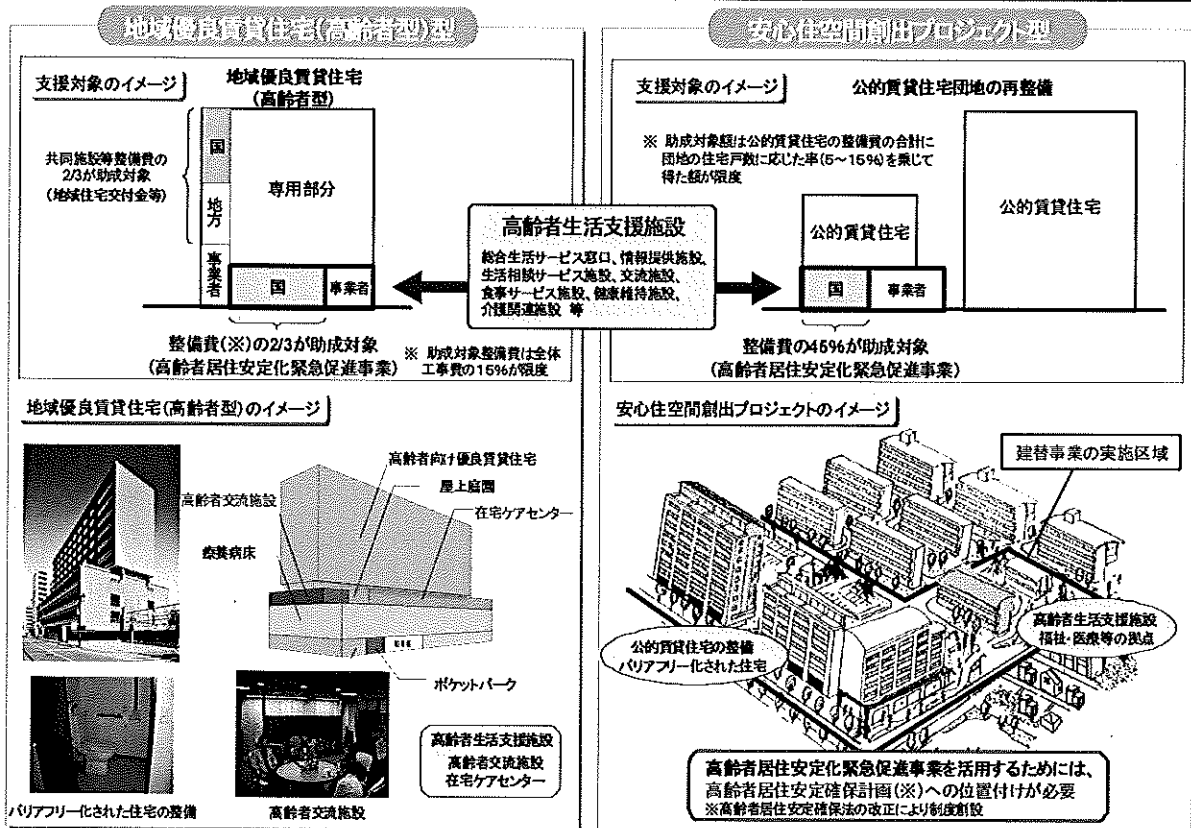 地域優良賃貸住宅(高齢者型)型
支援対象のイメージ
地域優良賃貸住宅
(高齢者型)
共同施設等整備費の
2/3が助成対象
(地域住宅交付金等)
国
地方
事業者
専用部分
国
事業者
整備費(※)の2/3が助成対象
(高齢者居住安定化緊急促進事業)
※ 助成対象整備費は全体
工事費の15%が限度
高齢者生活支援施設
総合生活サービス窓口、情報提供施設、
生活相談サービス施設、交流施設、
食事サービス施設、健康維持施設、
介護関連施設 等
地域優良賃貸住宅(高齢者型)のイメージ
高齢者向け優良賃貸住宅
屋上庭園
高齢者交流施設
在宅ケアセンター
療養病床
ポケットパーク
高齢者生活支援施設
高齢者交流施設
在宅ケアセンター
バリアフリー化された住宅の整備
高齢者交流施設
安心住空間創出プロジェクト型
支援対象のイメージ
公的賃貸住宅団地の再整備
※ 助成対象額は公的賃貸住宅の整備費の合計に
団地の住宅戸数に応じた率(5~15%)を乗じて
得た額が限度
公的賃貸住宅
公的賃貸住宅
国
事業者
整備費の45%が助成対象
(高齢者居住安定化緊急促進事業)
安心住空間創出プロジェクトのイメージ
建替事業の実施区域
高齢者生活支援施設
福祉・医療等の拠点
公的賃貸住宅の整備
バリアフリー化された住宅
高齢者居住安定化緊急促進事業を活用するためには、
高齢者居住安定確保計画(※)への位置付けが必要
※高齢者居住安定確保法の改正により制度創設